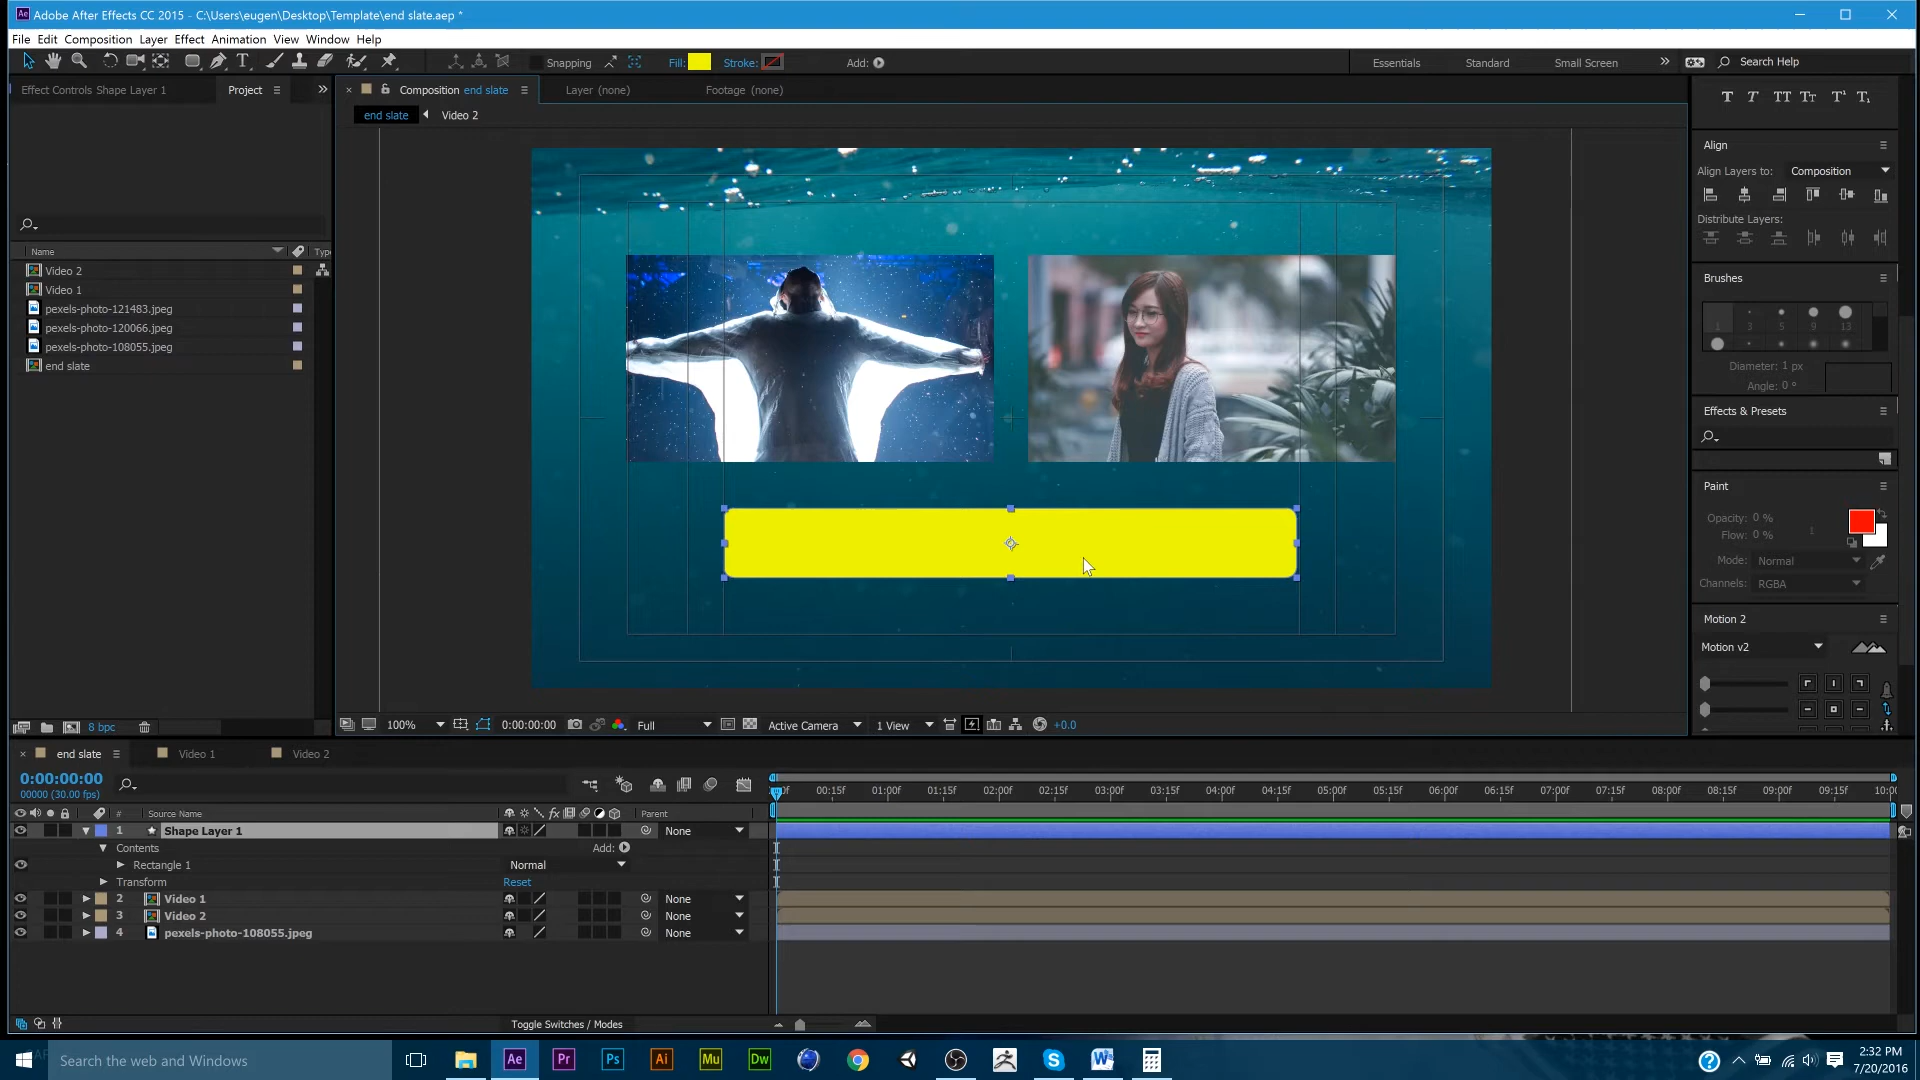 Adobe After Effects CC 2015 - C:\Users\eugen\Desktop\Template\end slate.aep *
File Edit Composition Layer Effect Animation View Window Help
Snapping Fill: Stroke: Add: Essentials Standard Small Screen Search Help
Effect Controls Shape Layer 1 Project
Composition end slate Layer (none) Footage (none)
end slate Video 2
Name Type
Video 2
Video 1
pexels-photo-121483.jpeg
pexels-photo-120066.jpeg
pexels-photo-108055.jpeg
end slate
8 bpc
100% 0:00:00:00 Full Active Camera 1 View +0.0
Align
Align Layers to: Composition
Distribute Layers:
Brushes
1 3 5 9 13
Diameter: 1 px
Angle: 0 °
Effects & Presets
Paint
Opacity: 0 %
Flow: 0 %
1
Mode: Normal
Channels: RGBA
Motion 2
Motion v2
end slate Video 1 Video 2
0:00:00:00
00000 (30.00 fps)
00:15f 01:00f 01:15f 02:00f 02:15f 03:00f 03:15f 04:00f 04:15f 05:00f 05:15f 06:00f 06:15f 07:00f 07:15f 08:00f 08:15f 09:00f 09:15f 10:00
# Source Name Parent
1 Shape Layer 1 None
Contents Add:
Rectangle 1 Normal
Transform Reset
2 Video 1 None
3 Video 2 None
4 pexels-photo-108055.jpeg None
Toggle Switches / Modes
Search the web and Windows
Ae Pr Ps Ai Mu Dw
2:32 PM
7/20/2016